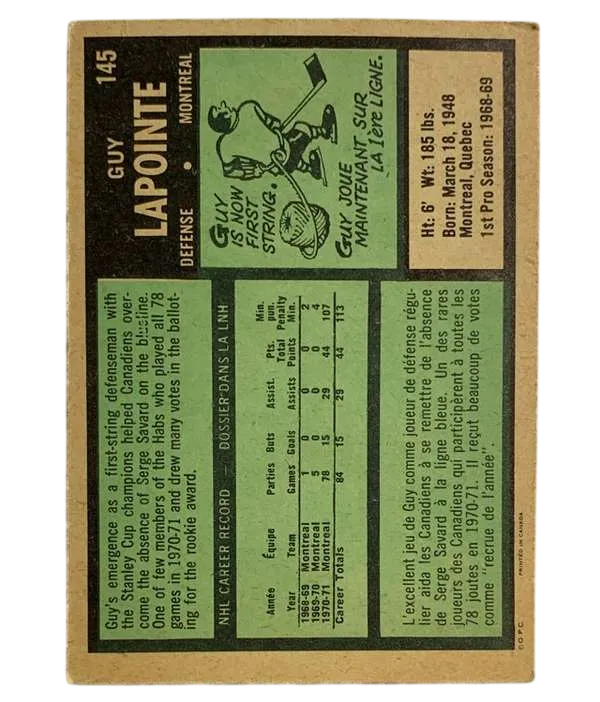 145
GUY
LAPOINTE
DEFENSE • MONTREAL
GUY
IS NOW
FIRST
STRING.
GUY JOUE
MAINTENANT SUR
LA 1ère LIGNE.
Ht: 6' Wt: 185 lbs.
Born: March 18, 1948
Montreal, Quebec
1st Pro Season: 1968-69
Guy's emergence as a first-string defenseman with
the Stanley Cup champions helped Canadiens over-
come the absence of Serge Savard on the blueline.
One of few members of the Habs who played all 78
games in 1970-71 and drew many votes in the ballot-
ing for the rookie award.
NHL CAREER RECORD — DOSSIER DANS LA LNH
Année Équipe Parties Buts Assist. Pts. Total Min. pun.
Year Team Games Goals Assists Points Penalty Min.
1968-69 Montreal 1 0 0 0 2
1969-70 Montreal 5 0 0 0 4
1970-71 Montreal 78 15 29 44 107
Career Totals 84 15 29 44 113
L'excellent jeu de Guy comme joueur de défense régu-
lier aida les Canadiens à se remettre de l'absence
de Serge Savard à la ligne bleue. Un des rares
joueurs des Canadiens qui participèrent à toutes les
78 joutes en 1970-71. Il reçut beaucoup de votes
comme "recrue de l'année".
© O.P.C. PRINTED IN CANADA